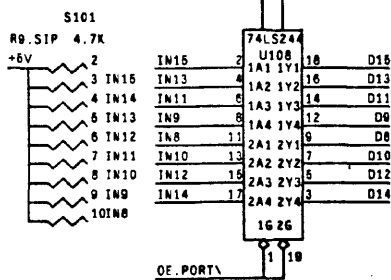 S101
R9.SIP 4.7K
+5V
2
3 IN15
4 IN14
5 IN13
6 IN12
7 IN11
8 IN10
9 IN9
10 IN8
74LS244
U108
IN15 2 1A1 1Y1 18 D15
IN13 4 1A2 1Y2 16 D13
IN11 6 1A3 1Y3 14 D11
IN9 8 1A4 1Y4 12 D9
IN8 11 2A1 2Y1 9 D8
IN10 13 2A2 2Y2 7 D10
IN12 15 2A3 2Y3 5 D12
IN14 17 2A4 2Y4 3 D14
1G 2G
1 19
OE.PORT\